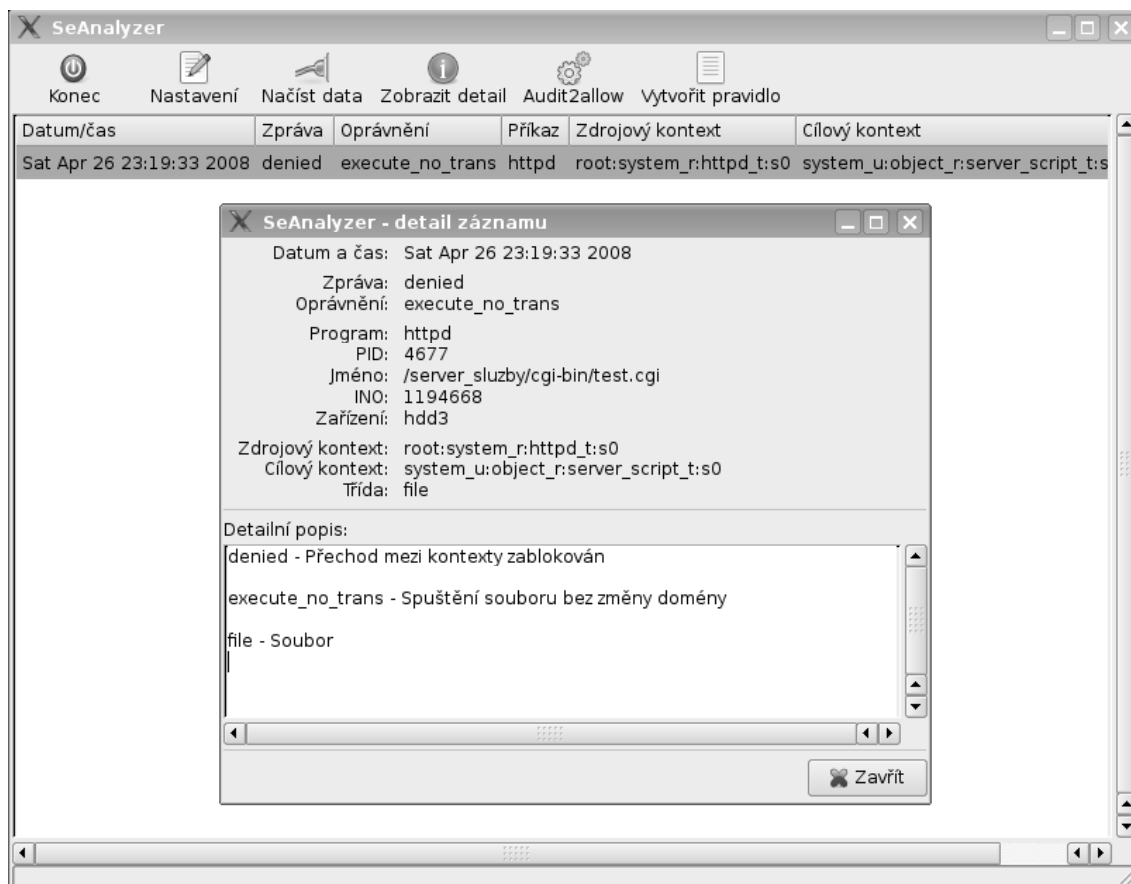 SeAnalyzer
Konec Nastavení Načíst data Zobrazit detail Audit2allow Vytvořit pravidlo
Datum/čas Zpráva Oprávnění Příkaz Zdrojový kontext Cílový kontext
Sat Apr 26 23:19:33 2008 denied execute_no_trans httpd root:system_r:httpd_t:s0 system_u:object_r:server_script_t:s
SeAnalyzer - detail záznamu
Datum a čas: Sat Apr 26 23:19:33 2008
Zpráva: denied
Oprávnění: execute_no_trans
Program: httpd
PID: 4677
Jméno: /server_sluzby/cgi-bin/test.cgi
INO: 1194668
Zařízení: hdd3
Zdrojový kontext: root:system_r:httpd_t:s0
Cílový kontext: system_u:object_r:server_script_t:s0
Třída: file
Detailní popis:
denied - Přechod mezi kontexty zablokován
execute_no_trans - Spuštění souboru bez změny domény
file - Soubor
Zavřít